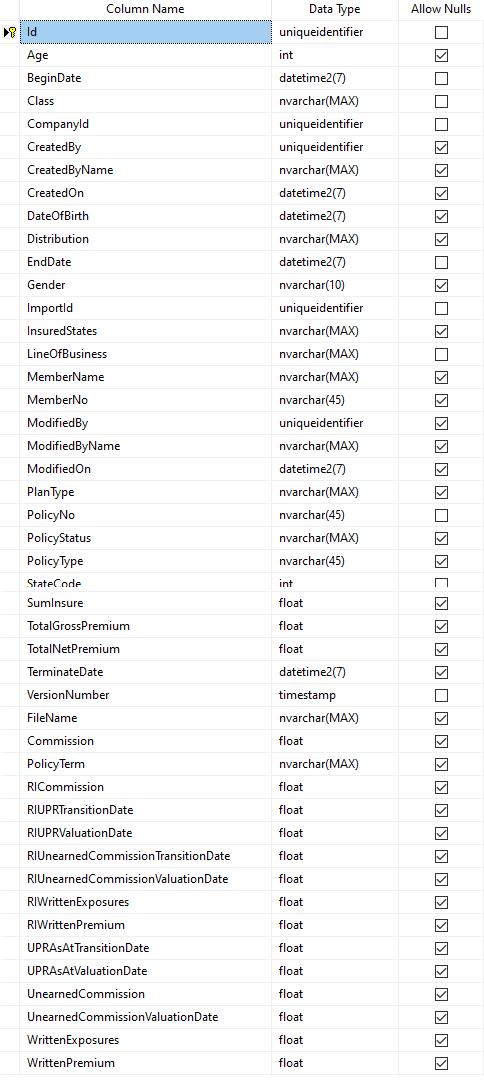 Column Name Data Type Allow Nulls
Id uniqueidentifier
Age int
BeginDate datetime2(7)
Class nvarchar(MAX)
CompanyId uniqueidentifier
CreatedBy uniqueidentifier
CreatedByName nvarchar(MAX)
CreatedOn datetime2(7)
DateOfBirth datetime2(7)
Distribution nvarchar(MAX)
EndDate datetime2(7)
Gender nvarchar(10)
ImportId uniqueidentifier
InsuredStates nvarchar(MAX)
LineOfBusiness nvarchar(MAX)
MemberName nvarchar(MAX)
MemberNo nvarchar(45)
ModifiedBy uniqueidentifier
ModifiedByName nvarchar(MAX)
ModifiedOn datetime2(7)
PlanType nvarchar(MAX)
PolicyNo nvarchar(45)
PolicyStatus nvarchar(MAX)
PolicyType nvarchar(45)
StateCode int
SumInsure float
TotalGrossPremium float
TotalNetPremium float
TerminateDate datetime2(7)
VersionNumber timestamp
FileName nvarchar(MAX)
Commission float
PolicyTerm nvarchar(MAX)
RICommission float
RIUPRTransitionDate float
RIUPRValuationDate float
RIUnearnedCommissionTransitionDate float
RIUnearnedCommissionValuationDate float
RIWrittenExposures float
RIWrittenPremium float
UPRAsAtTransitionDate float
UPRAsAtValuationDate float
UnearnedCommission float
UnearnedCommissionValuationDate float
WrittenExposures float
WrittenPremium float